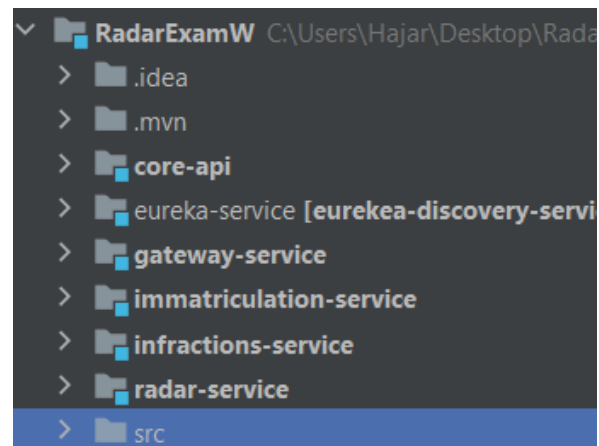 RadarExamW C:\Users\Hajar\Desktop\Rada
.idea
.mvn
core-api
eureka-service [eurekea-discovery-servi
gateway-service
immatriculation-service
infractions-service
radar-service
src